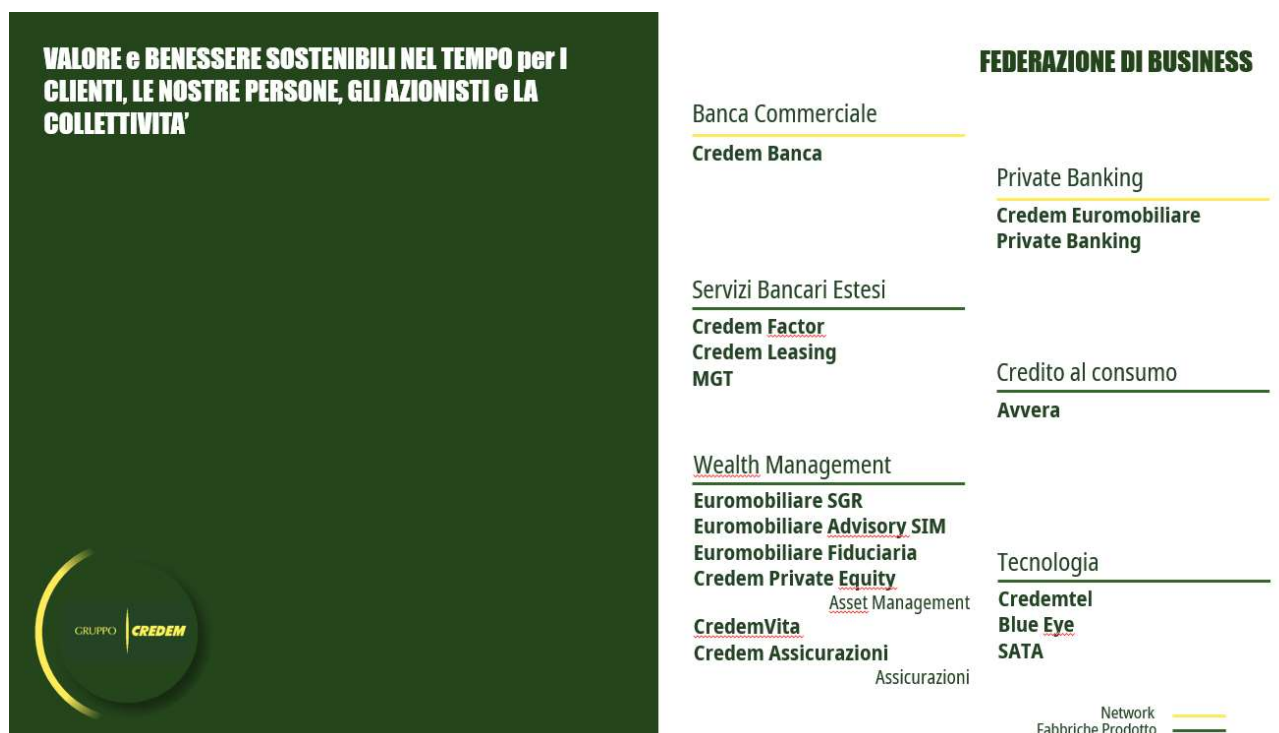 VALORE e BENESSERE SOSTENIBILI NEL TEMPO per I
CLIENTI, LE NOSTRE PERSONE, GLI AZIONISTI e LA
COLLETTIVITA’
GRUPPO CREDEM
FEDERAZIONE DI BUSINESS
Banca Commerciale
Credem Banca
Private Banking
Credem Euromobiliare
Private Banking
Servizi Bancari Estesi
Credem Factor
Credem Leasing
MGT
Credito al consumo
Avvera
Wealth Management
Euromobiliare SGR
Euromobiliare Advisory SIM
Euromobiliare Fiduciaria
Credem Private Equity
Asset Management
CredemVita
Credem Assicurazioni
Assicurazioni
Tecnologia
Credemtel
Blue Eye
SATA
Network
Fabbriche Prodotto